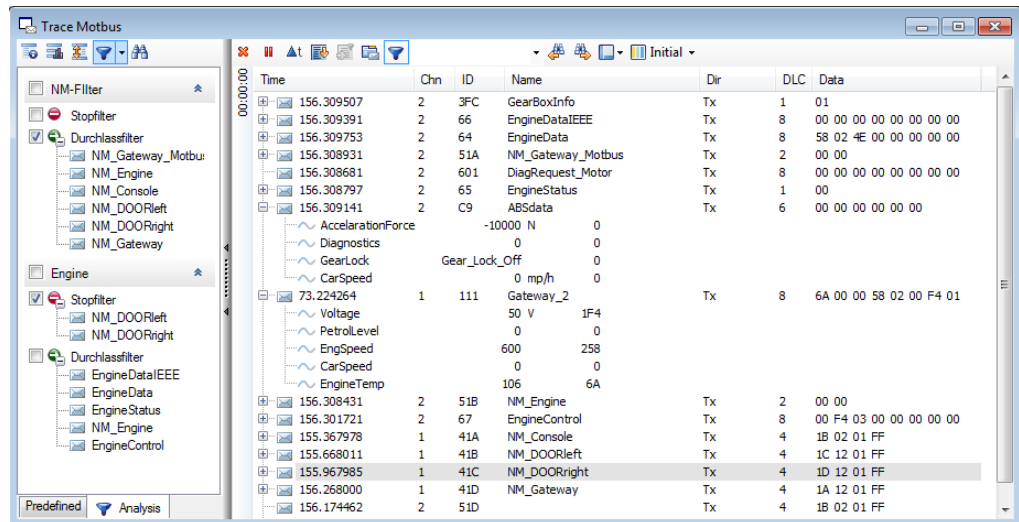 Trace Motbus
Initial
NM-FIlter
Stopfilter
Durchlassfilter
NM_Gateway_Motbu:
NM_Engine
NM_Console
NM_DOORleft
NM_DOORright
NM_Gateway
Engine
Stopfilter
NM_DOORleft
NM_DOORright
Durchlassfilter
EngineDataIEEE
EngineData
EngineStatus
NM_Engine
EngineControl
Predefined Analysis
00:00:00
Time Chn ID Name Dir DLC Data
156.309507 2 3FC GearBoxInfo Tx 1 01
156.309391 2 66 EngineDataIEEE Tx 8 00 00 00 00 00 00 00 00
156.309753 2 64 EngineData Tx 8 58 02 4E 00 00 00 00 00
156.308931 2 51A NM_Gateway_Motbus Tx 2 00 00
156.308681 2 601 DiagRequest_Motor Tx 8 00 00 00 00 00 00 00 00
156.308797 2 65 EngineStatus Tx 1 00
156.309141 2 C9 ABSdata Tx 6 00 00 00 00 00 00
AccelarationForce -10000 N 0
Diagnostics 0 0
GearLock Gear_Lock_Off 0
CarSpeed 0 mp/h 0
73.224264 1 111 Gateway_2 Tx 8 6A 00 00 58 02 00 F4 01
Voltage 50 V 1F4
PetrolLevel 0 0
EngSpeed 600 258
CarSpeed 0 0
EngineTemp 106 6A
156.308431 2 51B NM_Engine Tx 2 00 00
156.301721 2 67 EngineControl Tx 8 00 F4 03 00 00 00 00 00
155.367978 1 41A NM_Console Tx 4 1B 02 01 FF
155.668011 1 41B NM_DOORleft Tx 4 1C 12 01 FF
155.967985 1 41C NM_DOORright Tx 4 1D 12 01 FF
156.268000 1 41D NM_Gateway Tx 4 1A 12 01 FF
156.174462 2 51D Tx 4 1B 02 01 FF